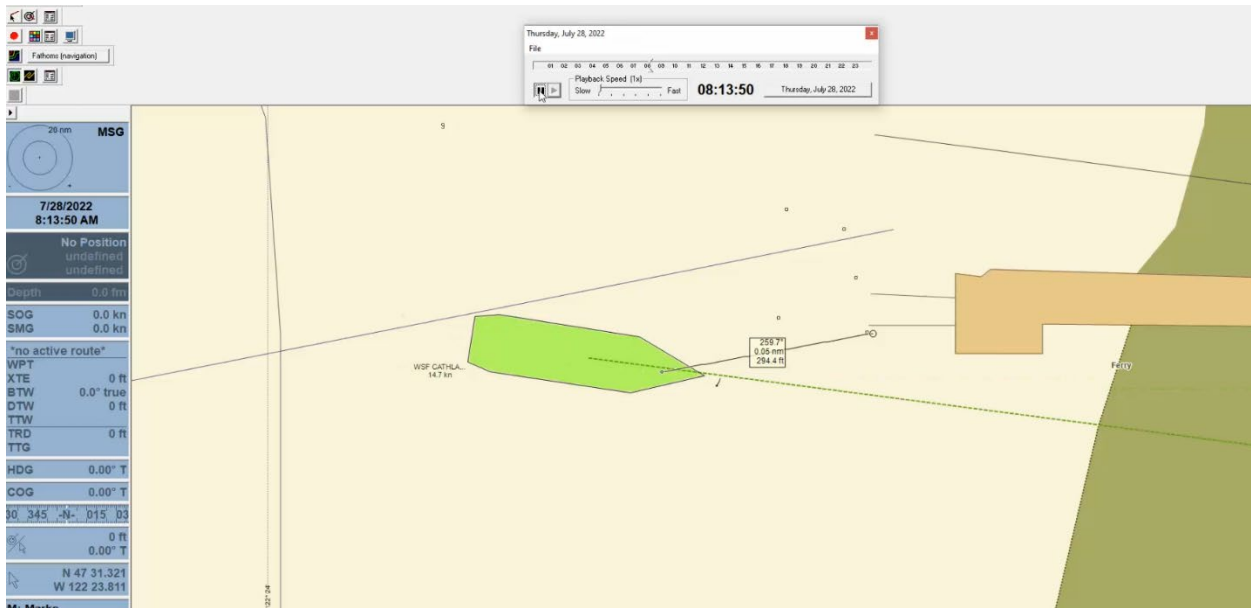 Thursday, July 28, 2022
File
01 02 03 04 05 06 07 08 09 10 11 12 13 14 15 16 17 18 19 20 21 22 23
Playback Speed (1x)
Slow
Fast
08:13:50
Thursday, July 28, 2022
Fathoms (navigation)
20 nm
MSG
7/28/2022
8:13:50 AM
No Position
undefined
undefined
Depth 0.0 fm
SOG 0.0 kn
SMG 0.0 kn
*no active route*
WPT
XTE 0 ft
BTW 0.0° true
DTW 0 ft
TTW
TRD 0 ft
TTG
HDG 0.00° T
COG 0.00° T
30 345 -N- 015 03
0 ft
0.00° T
N 47 31.321
W 122 23.811
9
WSF CATHLA...
14.7 kn
259.7°
0.05 nm
294.4 ft
Ferry
122° 24'